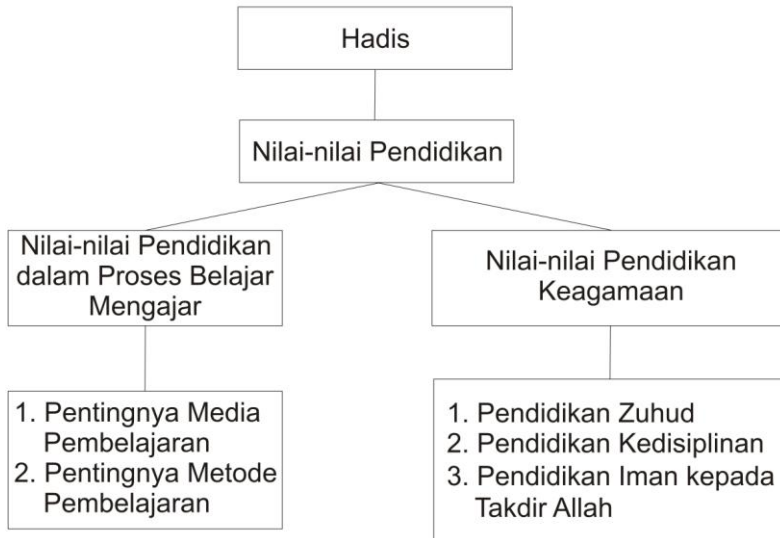 Hadis
Nilai-nilai Pendidikan
Nilai-nilai Pendidikan
dalam Proses Belajar
Mengajar
1. Pentingnya Media
Pembelajaran
2. Pentingnya Metode
Pembelajaran
Nilai-nilai Pendidikan
Keagamaan
1. Pendidikan Zuhud
2. Pendidikan Kedisiplinan
3. Pendidikan Iman kepada
Takdir Allah